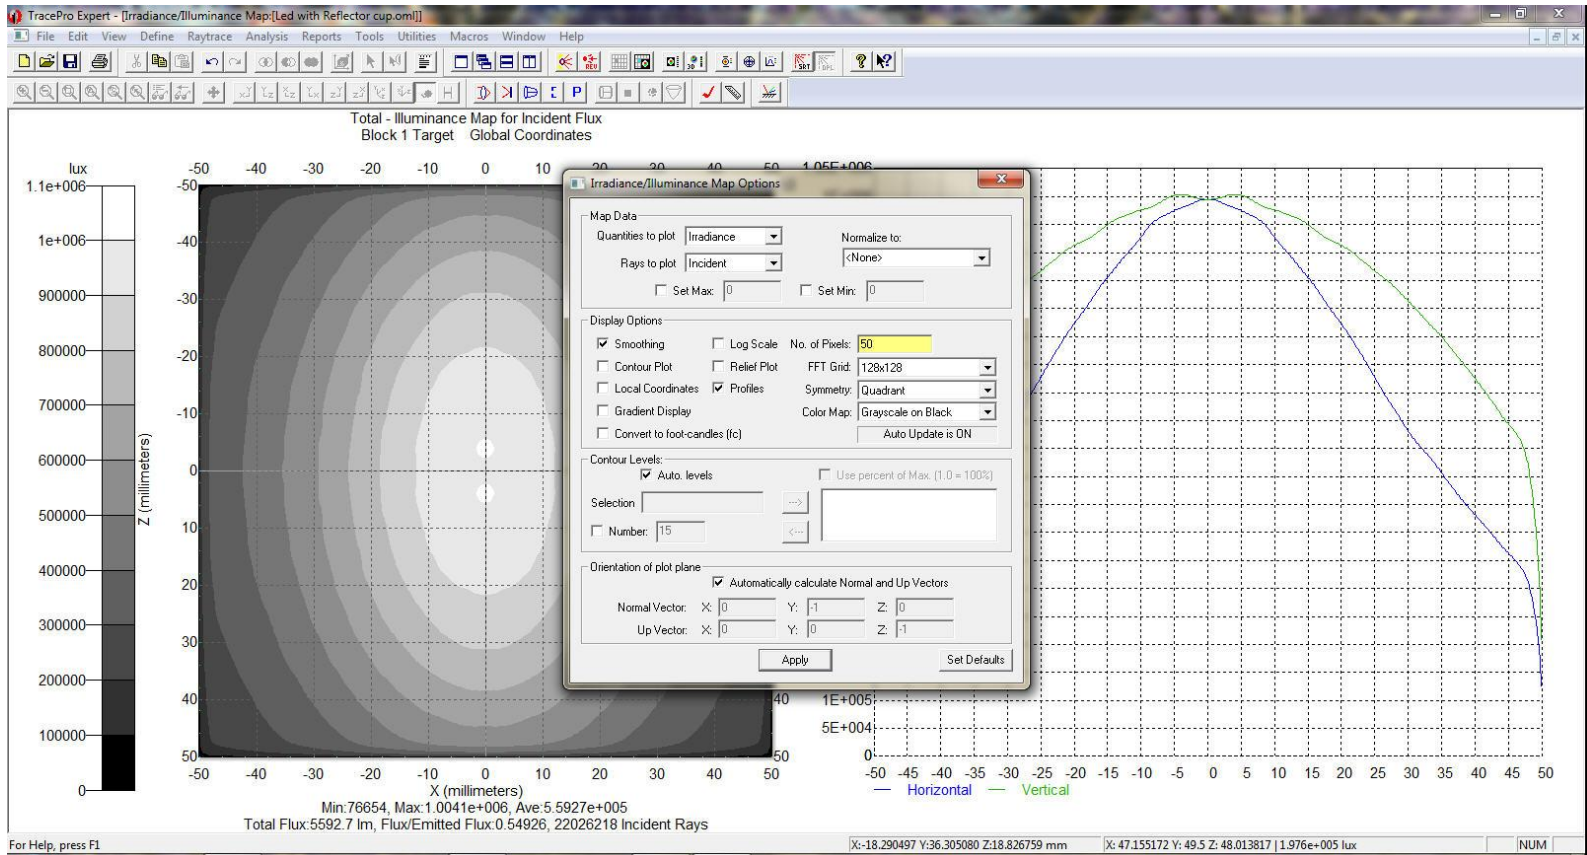 TracePro Expert - [Irradiance/Illuminance Map:[Led with Reflector cup.oml]]
File Edit View Define Raytrace Analysis Reports Tools Utilities Macros Window Help
Total - Illuminance Map for Incident Flux
Block 1 Target Global Coordinates
lux
1.1e+006
1e+006
900000
800000
700000
600000
500000
400000
300000
200000
100000
0
-50 -40 -30 -20 -10 0 10 20 30 40 50
-50
-40
-30
-20
-10
0
10
20
30
40
50
Z (millimeters)
40
50
-50 -40 -30 -20 -10 0 10 20 30 40 50
X (millimeters)
Min:76654, Max:1.0041e+006, Ave:5.5927e+005
Total Flux:5592.7 lm, Flux/Emitted Flux:0.54926, 22026218 Incident Rays
Irradiance/Illuminance Map Options
Map Data
Quantities to plot Irradiance
Normalize to:
Rays to plot Incident
<None>
Set Max: 0 Set Min: 0
Display Options
Smoothing Log Scale No. of Pixels: 50
Contour Plot Relief Plot FFT Grid: 128x128
Local Coordinates Profiles Symmetry: Quadrant
Gradient Display Color Map: Grayscale on Black
Convert to foot-candles (fc) Auto Update is ON
Contour Levels:
Auto. levels Use percent of Max. (1.0 = 100%)
Selection --->
Number: 15 <---
Orientation of plot plane
Automatically calculate Normal and Up Vectors
Normal Vector: X: 0 Y: -1 Z: 0
Up Vector: X: 0 Y: 0 Z: -1
Apply Set Defaults
1.05E+006
1E+005
5E+004
0
-50 -45 -40 -35 -30 -25 -20 -15 -10 -5 0 5 10 15 20 25 30 35 40 45 50
Horizontal Vertical
For Help, press F1
X:-18.290497 Y:36.305080 Z:18.826759 mm
X: 47.155172 Y: 49.5 Z: 48.013817 | 1.976e+005 lux
NUM